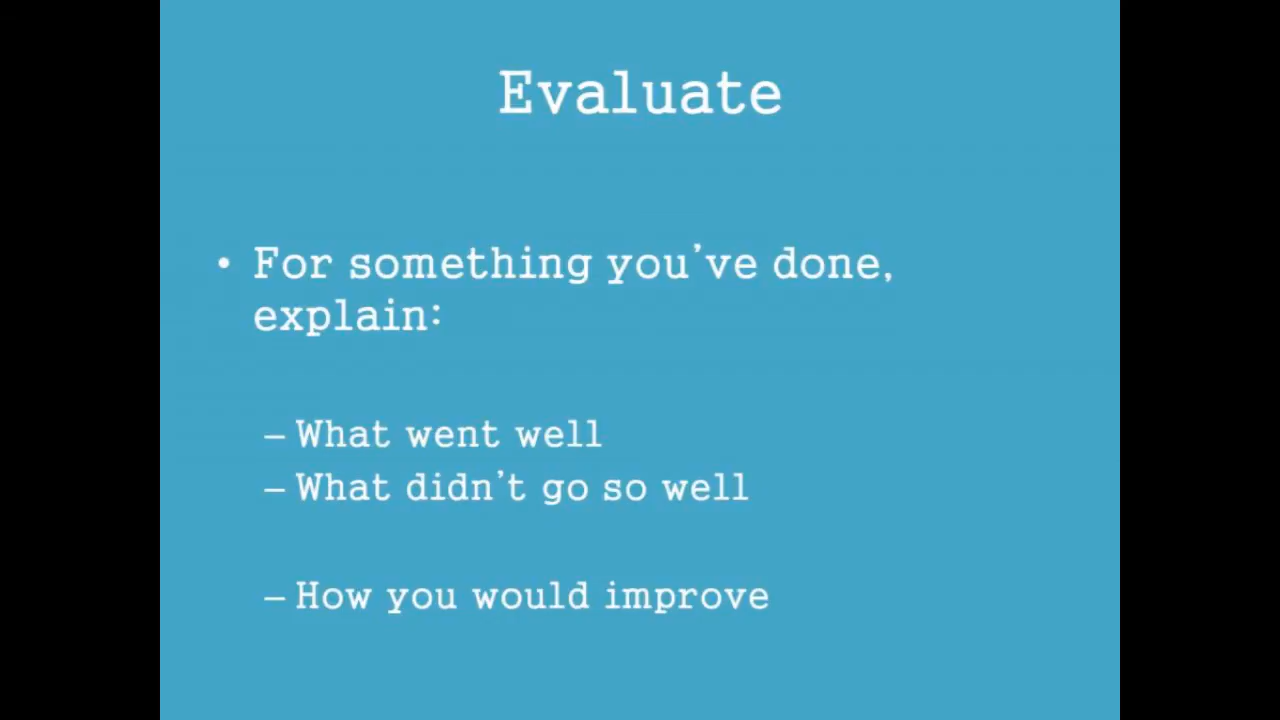 Evaluate
• For something you've done,
explain:
– What went well
– What didn't go so well
– How you would improve